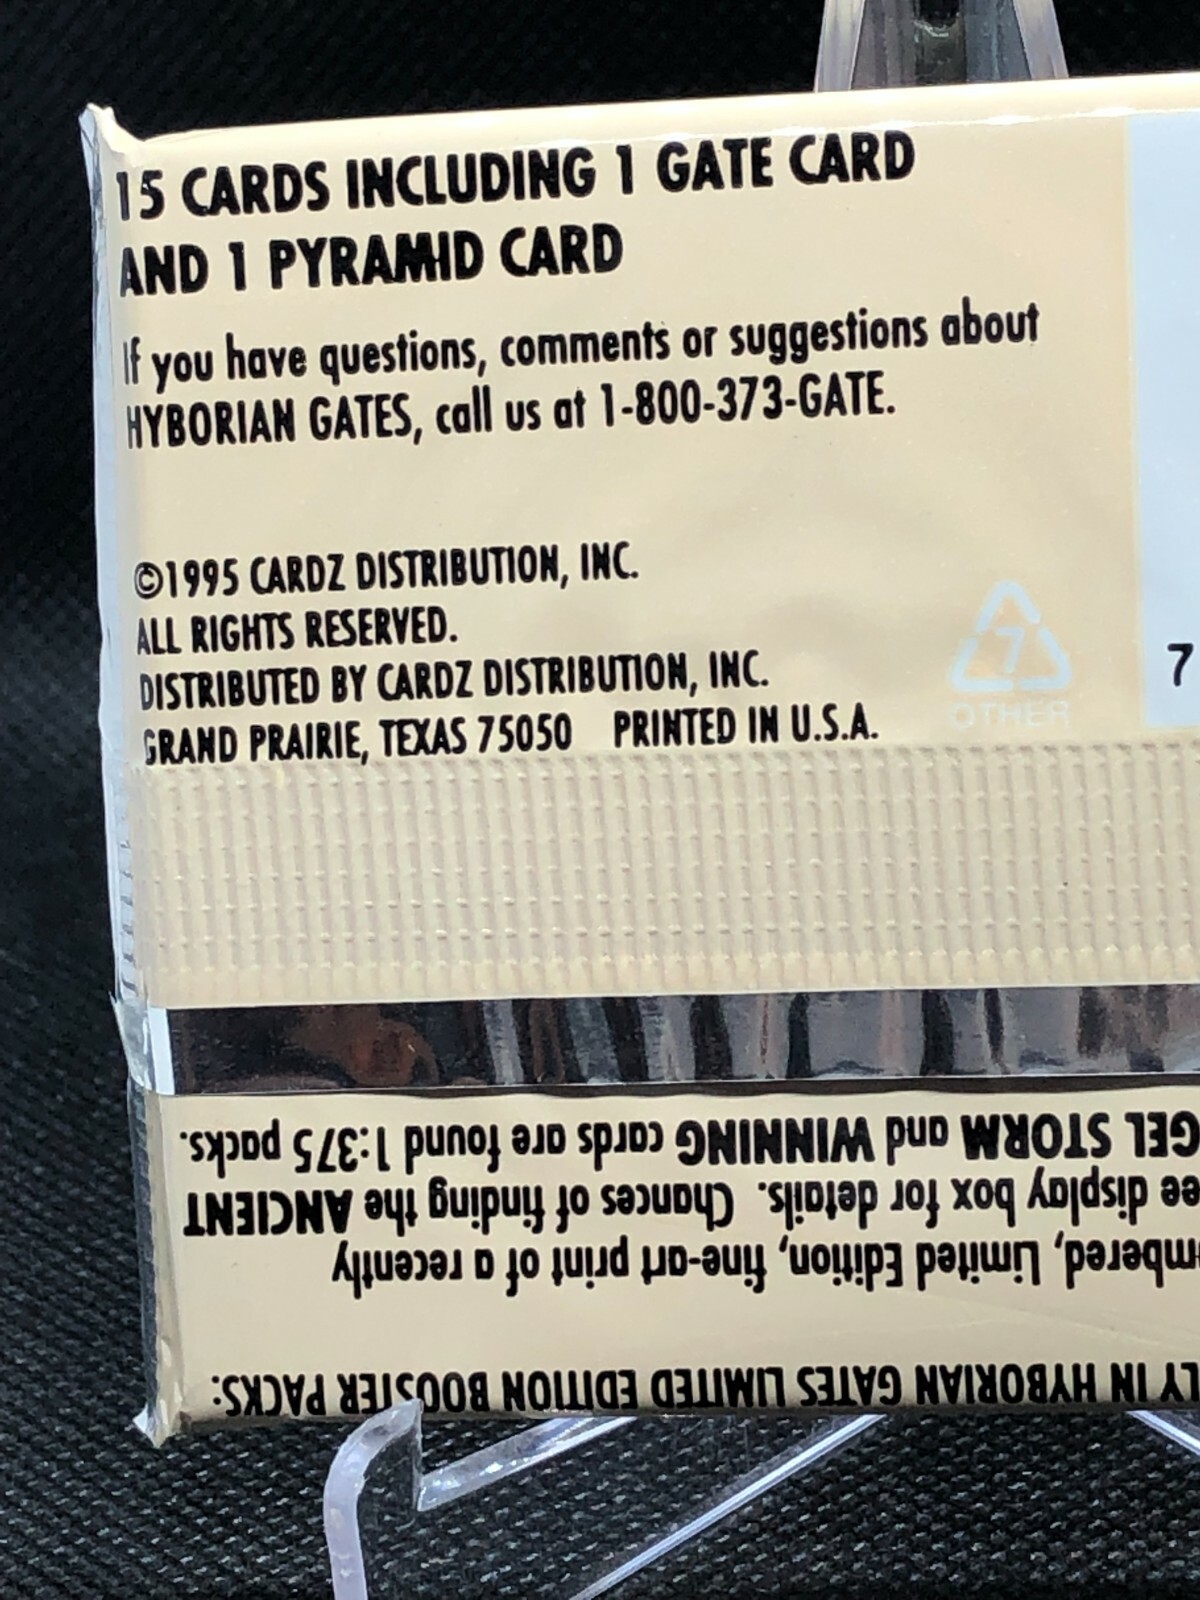 15 CARDS INCLUDING 1 GATE CARD
AND 1 PYRAMID CARD
If you have questions, comments or suggestions about
HYBORIAN GATES, call us at 1-800-373-GATE.
©1995 CARDZ DISTRIBUTION, INC.
ALL RIGHTS RESERVED.
DISTRIBUTED BY CARDZ DISTRIBUTION, INC.
GRAND PRAIRIE, TEXAS 75050 PRINTED IN U.S.A.
7
OTHER
7
LY IN HYBORIAN GATES LIMITED EDITION BOOSTER PACKS:
mbered, Limited Edition, fine-art print of a recently
ee display box for details. Chances of finding the ANCIENT
GEL STORM and WINNING cards are found 1:375 packs.